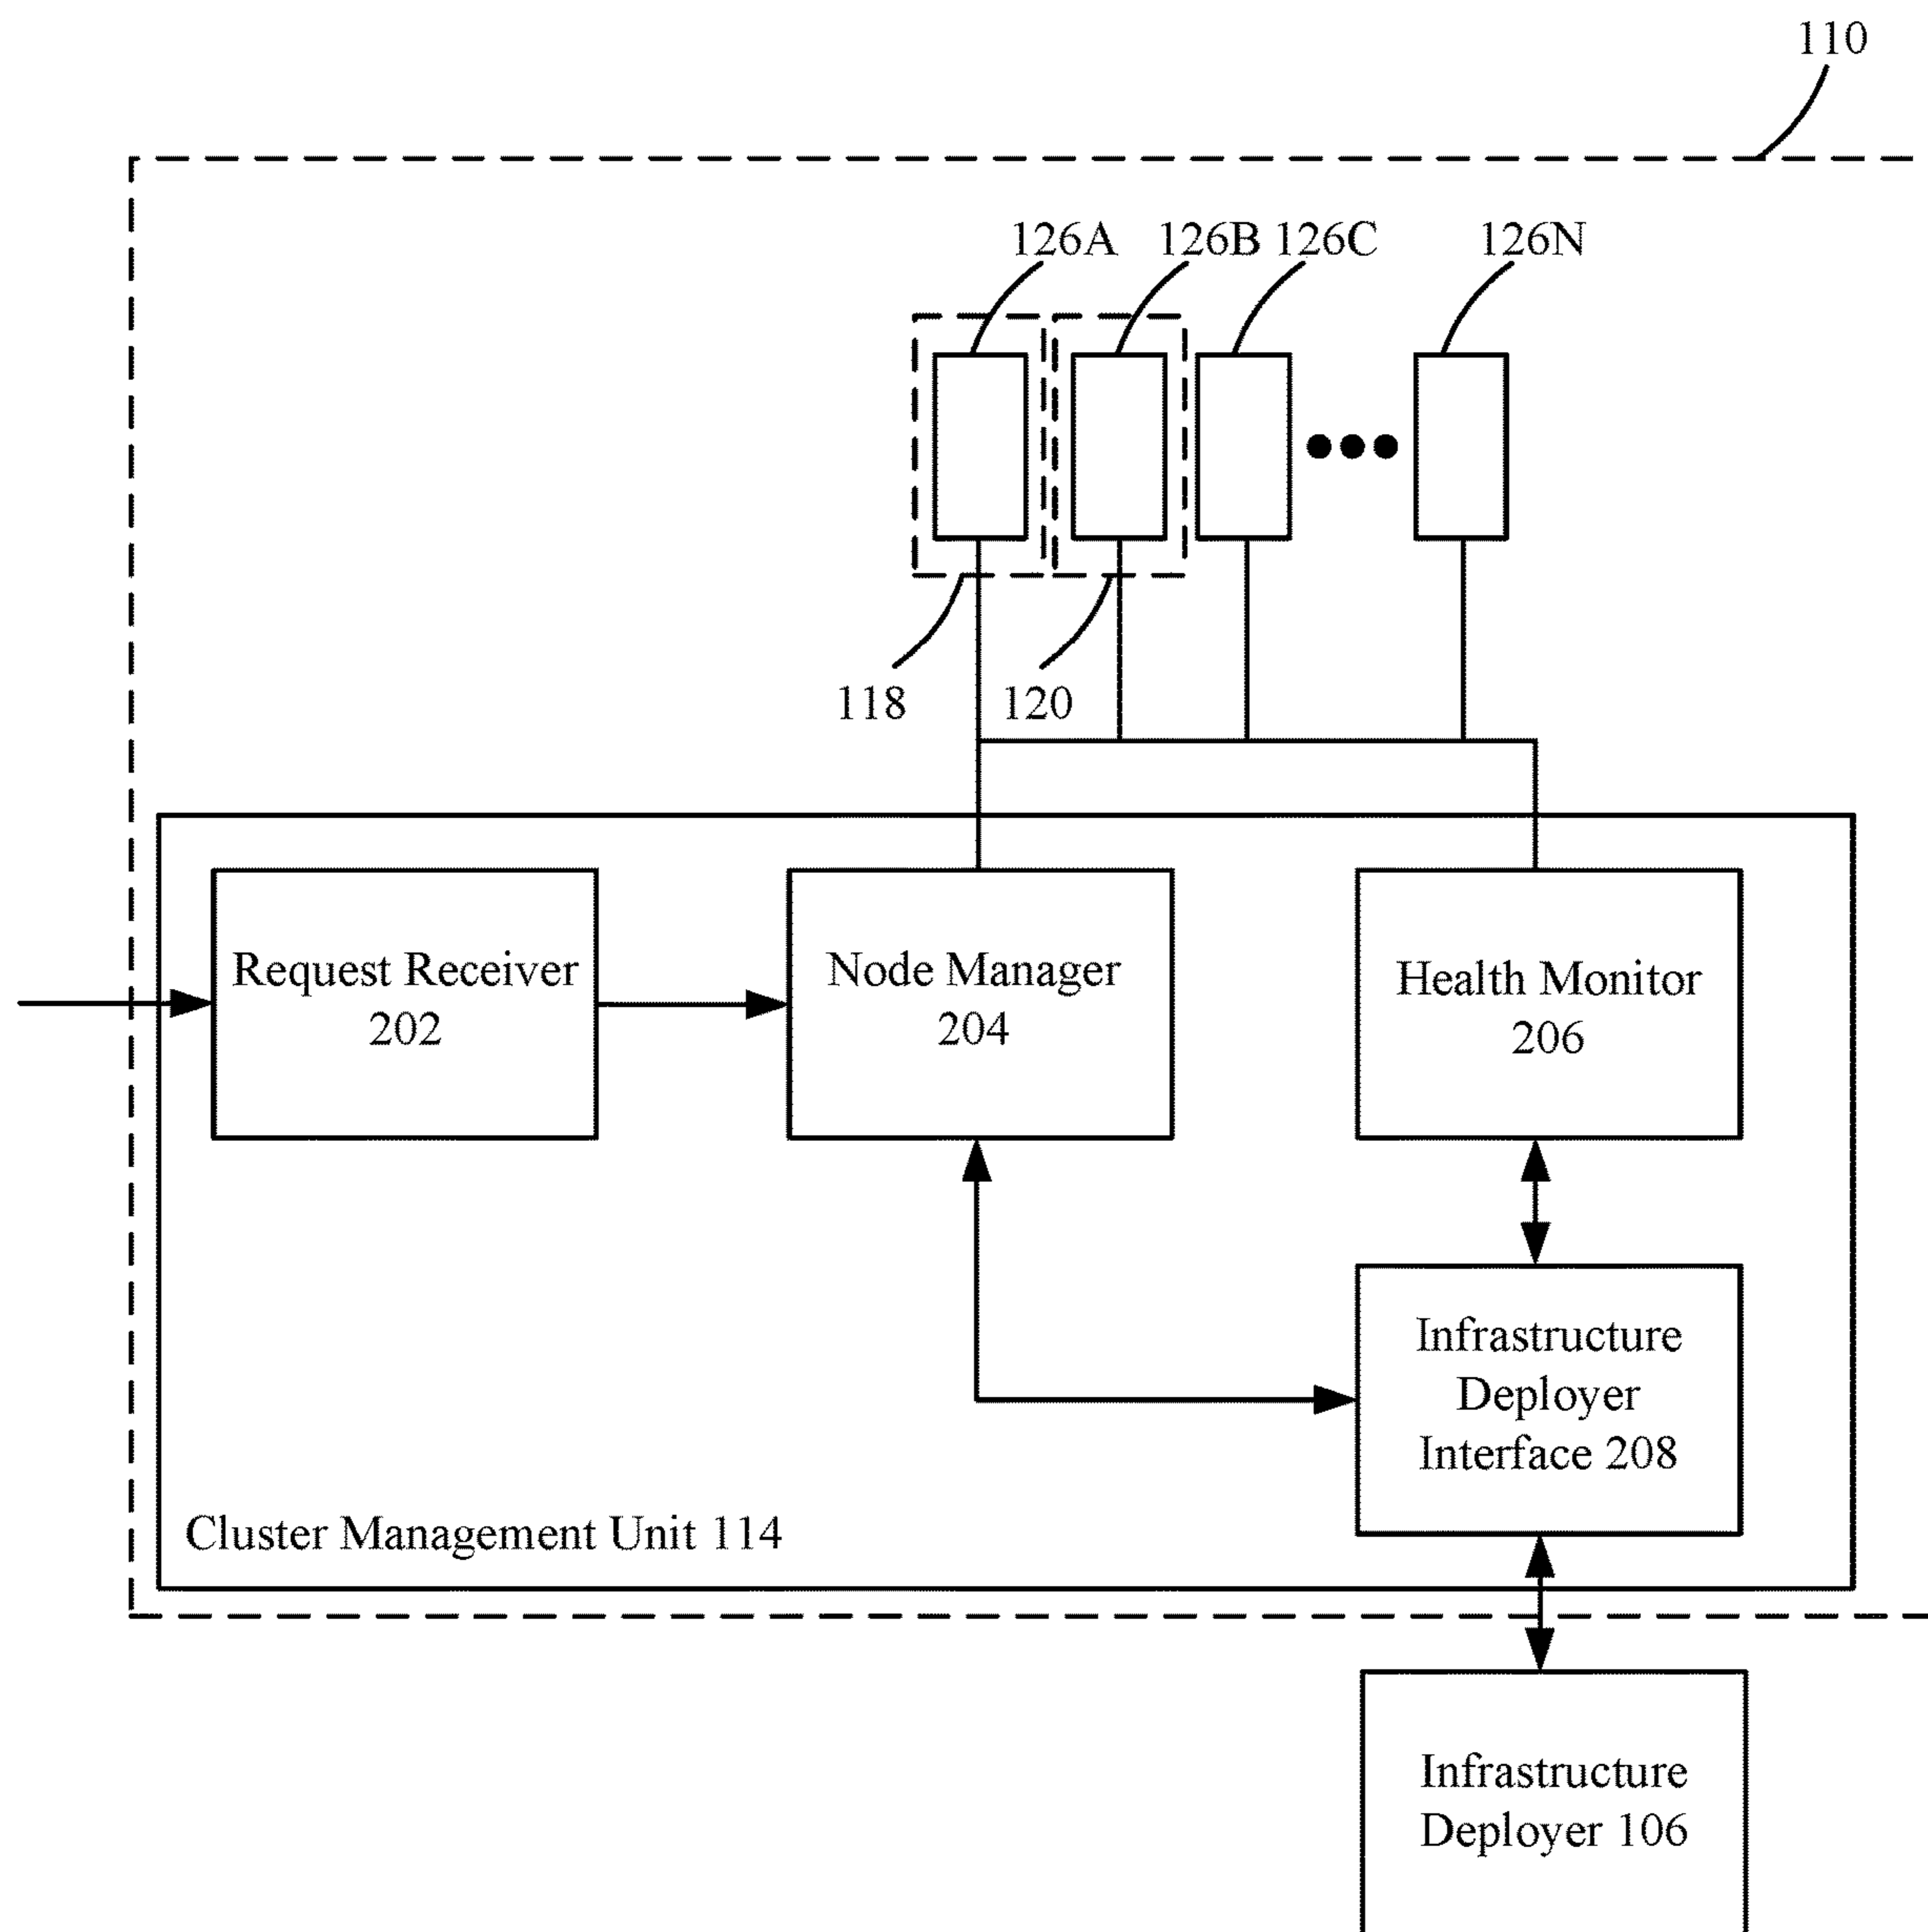 110
126A 126B 126C 126N
118 120
Request Receiver
202
Node Manager
204
Health Monitor
206
Infrastructure
Deployer
Interface 208
Cluster Management Unit 114
Infrastructure
Deployer 106